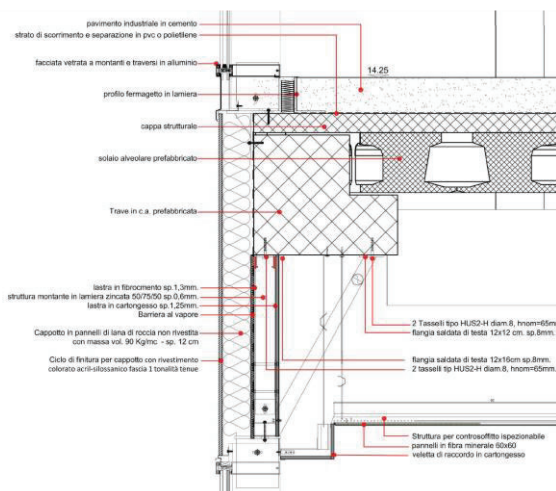 pavimento industriale in cemento
strato di scorrimento e separazione in pvc o polietilene
facciata vetrata a montanti e traversi in alluminio
14.25
profilo fermagetto in lamiera
cappa strutturale
solaio alveolare prefabbricato
Trave in c.a. prefabbricata
lastra in fibrocmento sp.1,3mm.
struttura montante in lamiera zincata 50/75/50 sp.0,6mm.
lastra in cartongesso sp.1,25mm.
Barriera al vapore
Cappotto in pannelli di lana di roccia non rivestita
con massa vol. 90 Kg/mc - sp. 12 cm
Ciclo di finitura per cappotto con rivestimento
colorato acril-silossanico fascia 1 tonalità tenue
2 Tasselli tipo HUS2-H diam.8, hnom=65mm.
flangia saldata di testa 12x12 cm. sp.8mm.
flangia saldata di testa 12x16cm sp.8mm.
2 tasselli tip HUS2-H diam.8, hnom=65mm.
Struttura per controsoffitto ispezionabile
pannelli in fibra minerale 60x60
veletta di raccordo in cartongesso